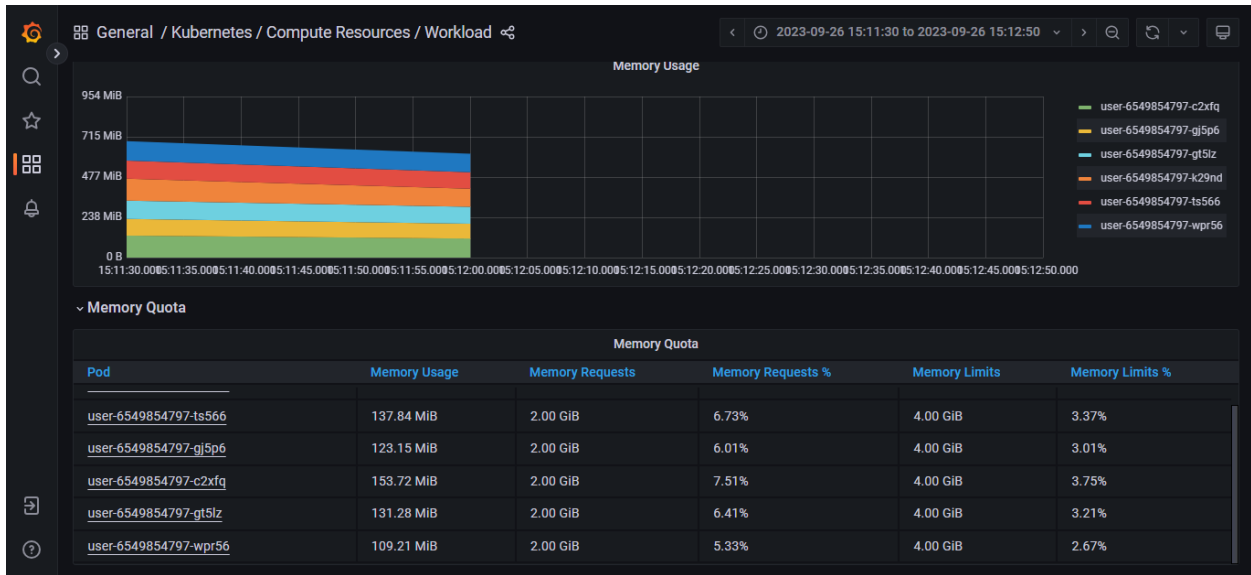 General / Kubernetes / Compute Resources / Workload
2023-09-26 15:11:30 to 2023-09-26 15:12:50
Memory Usage
954 MiB
715 MiB
477 MiB
238 MiB
0 B
15:11:30.000 15:11:35.000 15:11:40.000 15:11:45.000 15:11:50.000 15:11:55.000 15:12:00.000 15:12:05.000 15:12:10.000 15:12:15.000 15:12:20.000 15:12:25.000 15:12:30.000 15:12:35.000 15:12:40.000 15:12:45.000 15:12:50.000
user-6549854797-c2xfq
user-6549854797-gj5p6
user-6549854797-gt5lz
user-6549854797-k29nd
user-6549854797-ts566
user-6549854797-wpr56
Memory Quota
Memory Quota
Pod Memory Usage Memory Requests Memory Requests % Memory Limits Memory Limits %
user-6549854797-ts566 137.84 MiB 2.00 GiB 6.73% 4.00 GiB 3.37%
user-6549854797-gj5p6 123.15 MiB 2.00 GiB 6.01% 4.00 GiB 3.01%
user-6549854797-c2xfq 153.72 MiB 2.00 GiB 7.51% 4.00 GiB 3.75%
user-6549854797-gt5lz 131.28 MiB 2.00 GiB 6.41% 4.00 GiB 3.21%
user-6549854797-wpr56 109.21 MiB 2.00 GiB 5.33% 4.00 GiB 2.67%